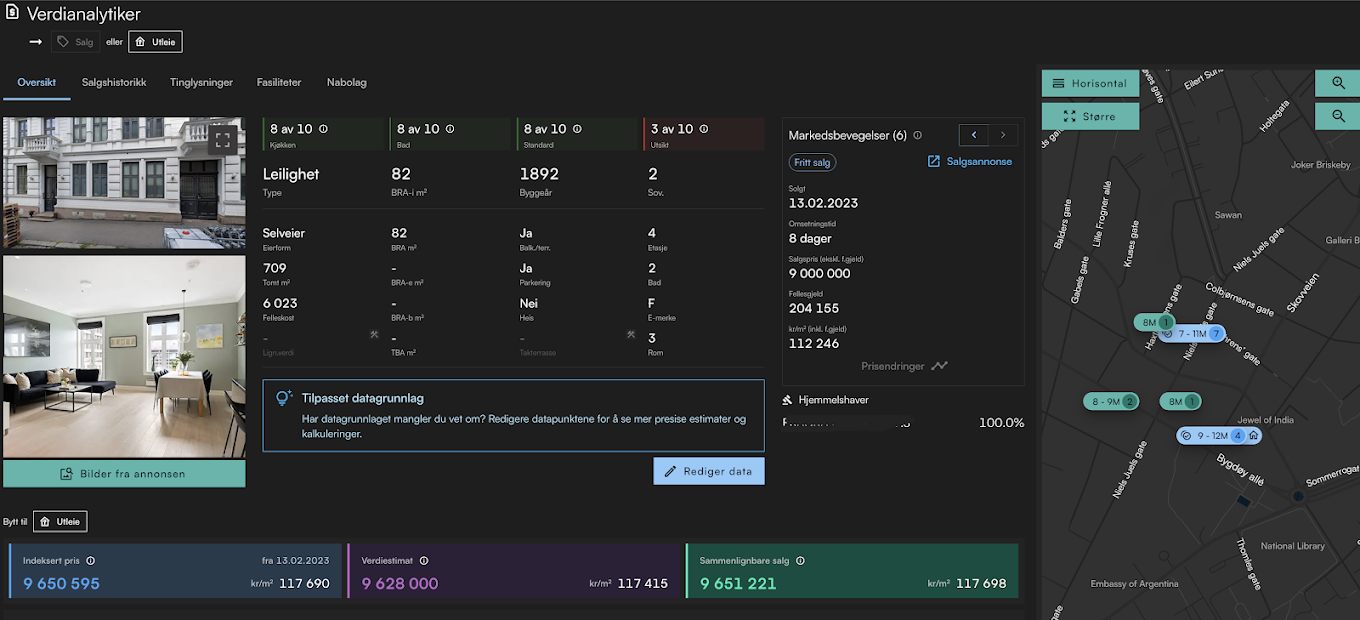 Verdianalytiker
Salg eller Utleie
Oversikt Salgshistorikk Tinglysninger Fasiliteter Nabolag
8 av 10
Kjøkken
8 av 10
Bad
8 av 10
Standard
3 av 10
Utsikt
Leilighet
Type
82
BRA-i m²
1892
Byggeår
2
Sov.
Selveier
Eierform
82
BRA m²
Ja
Balk./terr.
4
Etasje
709
Tomt m²
-
BRA-e m²
Ja
Parkering
2
Bad
6 023
Felleskost
-
BRA-b m²
Nei
Heis
F
E-merke
-
Lign.verdi
-
TBA m²
-
Takterrasse
3
Rom
Tilpasset datagrunnlag
Har datagrunnlaget mangler du vet om? Redigere datapunktene for å se mer presise estimater og
kalkuleringer.
Rediger data
Bilder fra annonsen
Markedsbevegelser (6)
Fritt salg
Salgsannonse
Solgt
13.02.2023
Omsetningstid
8 dager
Salgspris (ekskl. f.gjeld)
9 000 000
Fellesgjeld
204 155
kr/m² (inkl. f.gjeld)
112 246
Prisendringer
Hjemmelshaver
100.0%
Bytt til Utleie
Indeksert pris fra 13.02.2023
9 650 595 kr/m² 117 690
Verdiestimat
9 628 000 kr/m² 117 415
Sammenlignbare salg
9 651 221 kr/m² 117 698
Horisontal
Større
Eilert Sun
Holtegata
Joker Briskeby
Balders gate
Lille Frogner allé
Kruses gate
Sawan
Galleri B
Niels Juels gate
Gabels gate
Colbjørnsens gate
Skovveien
8M 1
7 - 11M 7
8 - 9M 2
8M 1
Jewel of India
9 - 12M 4
Niels Juels gate
Bygdøy allé
Sommerrogat
Thomles gate
National Library
Embassy of Argentina